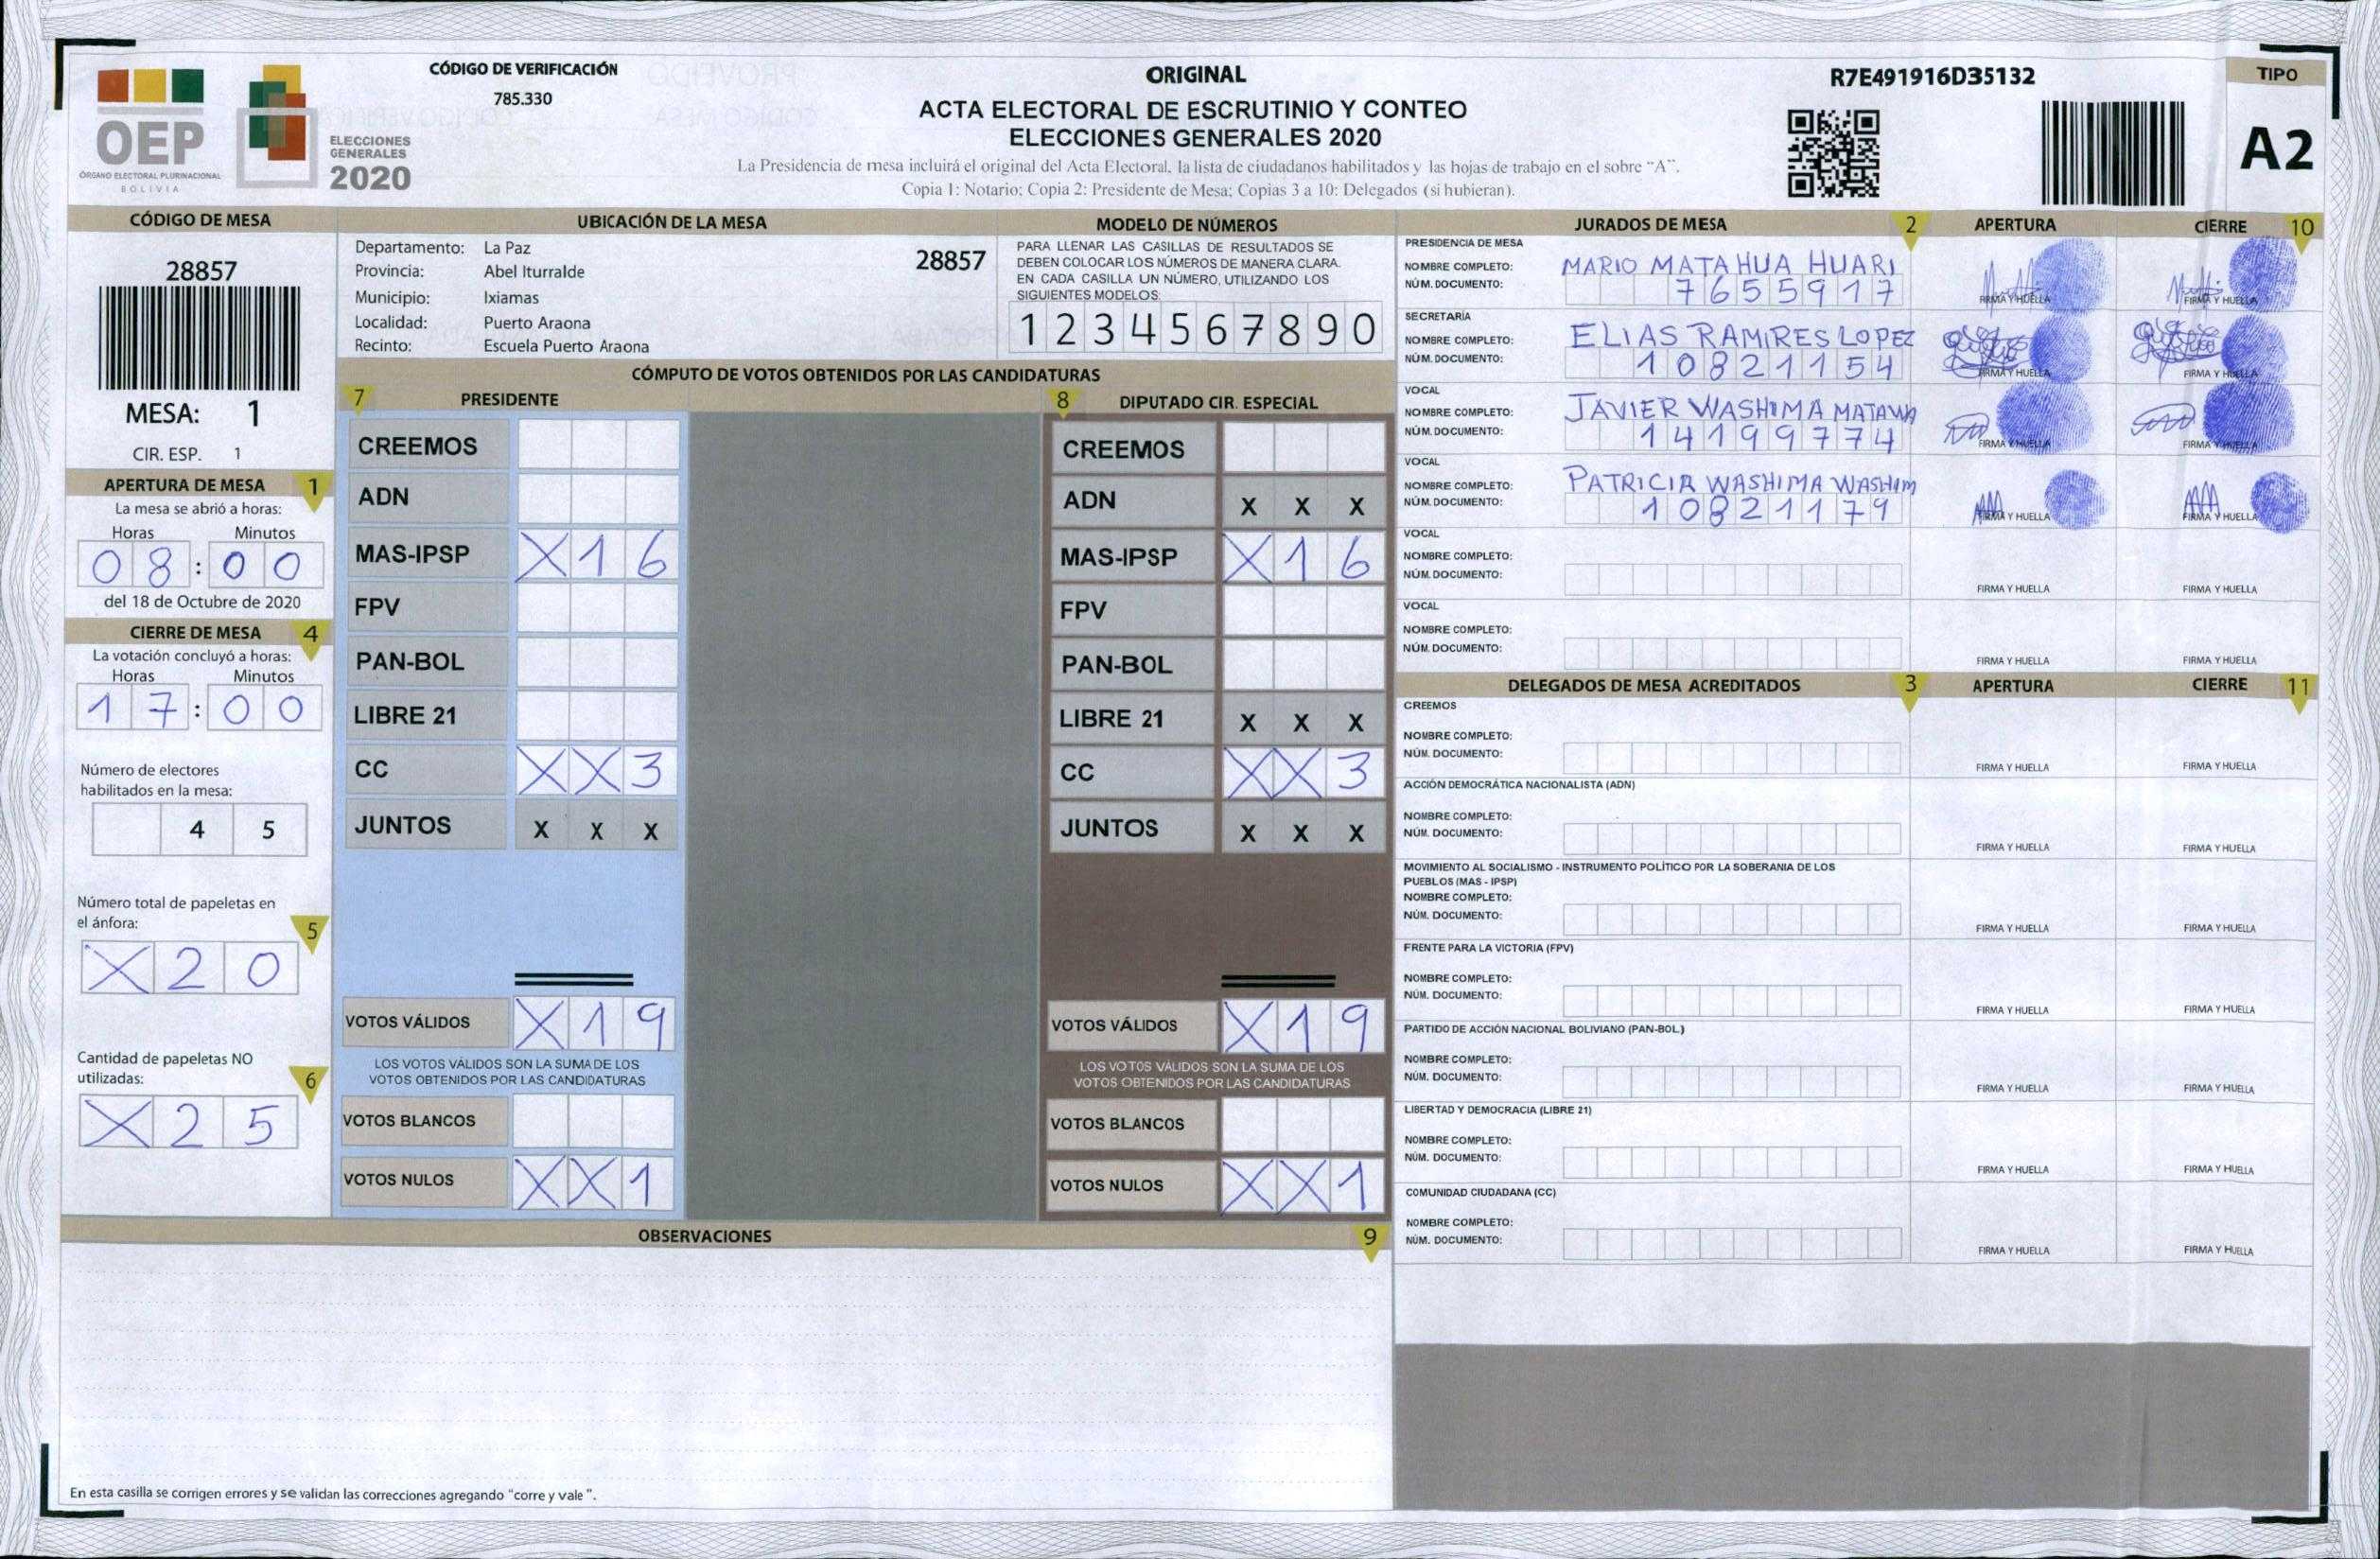 CÓDIGO DE VERIFICACIÓN
785.330
OEP
ÓRGANO ELECTORAL PLURINACIONAL
BOLIVIA
ELECCIONES
GENERALES
2020
ORIGINAL
ACTA ELECTORAL DE ESCRUTINIO Y CONTEO
ELECCIONES GENERALES 2020
La Presidencia de mesa incluirá el original del Acta Electoral, la lista de ciudadanos habilitados y las hojas de trabajo en el sobre “A”.
Copia 1: Notario; Copia 2: Presidente de Mesa; Copias 3 a 10: Delegados (si hubieran).
R7E491916D35132
TIPO
A2
CÓDIGO DE MESA
28857
MESA: 1
CIR. ESP. 1
APERTURA DE MESA 1
La mesa se abrió a horas:
Horas Minutos
0 8 : 0 0
del 18 de Octubre de 2020
CIERRE DE MESA 4
La votación concluyó a horas:
Horas Minutos
1 7 : 0 0
Número de electores
habilitados en la mesa:
4 5
Número total de papeletas en
el ánfora: 5
X 2 0
Cantidad de papeletas NO
utilizadas: 6
X 2 5
UBICACIÓN DE LA MESA
Departamento: La Paz
Provincia: Abel Iturralde
Municipio: Ixiamas
Localidad: Puerto Araona
Recinto: Escuela Puerto Araona
28857
MODELO DE NÚMEROS
PARA LLENAR LAS CASILLAS DE RESULTADOS SE
DEBEN COLOCAR LOS NÚMEROS DE MANERA CLARA.
EN CADA CASILLA UN NÚMERO, UTILIZANDO LOS
SIGUIENTES MODELOS:
1 2 3 4 5 6 7 8 9 0
CÓMPUTO DE VOTOS OBTENIDOS POR LAS CANDIDATURAS
7 PRESIDENTE
CREEMOS
ADN
MAS-IPSP X 1 6
FPV
PAN-BOL
LIBRE 21
CC X X 3
JUNTOS X X X
VOTOS VÁLIDOS X 1 9
LOS VOTOS VÁLIDOS SON LA SUMA DE LOS
VOTOS OBTENIDOS POR LAS CANDIDATURAS
VOTOS BLANCOS
VOTOS NULOS X X 1
8 DIPUTADO CIR. ESPECIAL
CREEMOS
ADN X X X
MAS-IPSP X 1 6
FPV
PAN-BOL
LIBRE 21 X X X
CC X X 3
JUNTOS X X X
VOTOS VÁLIDOS X 1 9
LOS VOTOS VÁLIDOS SON LA SUMA DE LOS
VOTOS OBTENIDOS POR LAS CANDIDATURAS
VOTOS BLANCOS
VOTOS NULOS X X 1
OBSERVACIONES 9
En esta casilla se corrigen errores y se validan las correcciones agregando “corre y vale”.
JURADOS DE MESA 2 APERTURA CIERRE 10
PRESIDENCIA DE MESA
NOMBRE COMPLETO: MARIO MATAHUA HUARI
NÚM. DOCUMENTO: 7655917
FIRMA Y HUELLA FIRMA Y HUELLA
SECRETARÍA
NOMBRE COMPLETO: ELIAS RAMIRES LOPEZ
NÚM. DOCUMENTO: 10821154
FIRMA Y HUELLA FIRMA Y HUELLA
VOCAL
NOMBRE COMPLETO: JAVIER WASHIMA MATAWA
NÚM. DOCUMENTO: 14199774
FIRMA Y HUELLA FIRMA Y HUELLA
VOCAL
NOMBRE COMPLETO: PATRICIA WASHIMA WASHIM
NÚM. DOCUMENTO: 10821179
FIRMA Y HUELLA FIRMA Y HUELLA
VOCAL
NOMBRE COMPLETO:
NÚM. DOCUMENTO:
FIRMA Y HUELLA FIRMA Y HUELLA
VOCAL
NOMBRE COMPLETO:
NÚM. DOCUMENTO:
FIRMA Y HUELLA FIRMA Y HUELLA
DELEGADOS DE MESA ACREDITADOS 3 APERTURA CIERRE 11
CREEMOS
NOMBRE COMPLETO:
NÚM. DOCUMENTO:
FIRMA Y HUELLA FIRMA Y HUELLA
ACCIÓN DEMOCRÁTICA NACIONALISTA (ADN)
NOMBRE COMPLETO:
NÚM. DOCUMENTO:
FIRMA Y HUELLA FIRMA Y HUELLA
MOVIMIENTO AL SOCIALISMO - INSTRUMENTO POLÍTICO POR LA SOBERANIA DE LOS
PUEBLOS (MAS - IPSP)
NOMBRE COMPLETO:
NÚM. DOCUMENTO:
FIRMA Y HUELLA FIRMA Y HUELLA
FRENTE PARA LA VICTORIA (FPV)
NOMBRE COMPLETO:
NÚM. DOCUMENTO:
FIRMA Y HUELLA FIRMA Y HUELLA
PARTIDO DE ACCIÓN NACIONAL BOLIVIANO (PAN-BOL)
NOMBRE COMPLETO:
NÚM. DOCUMENTO:
FIRMA Y HUELLA FIRMA Y HUELLA
LIBERTAD Y DEMOCRACIA (LIBRE 21)
NOMBRE COMPLETO:
NÚM. DOCUMENTO:
FIRMA Y HUELLA FIRMA Y HUELLA
COMUNIDAD CIUDADANA (CC)
NOMBRE COMPLETO:
NÚM. DOCUMENTO:
FIRMA Y HUELLA FIRMA Y HUELLA